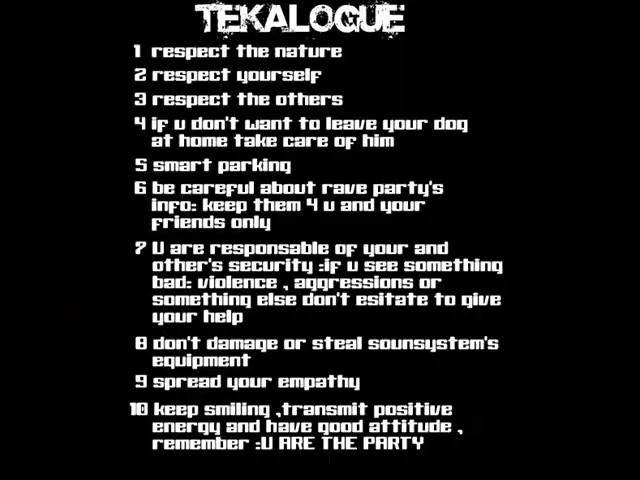 TEKALOGUE
1 respect the nature
2 respect yourself
3 respect the others
4 if u don't want to leave your dog
at home take care of him
5 smart parking
6 be careful about rave party's
info: keep them 4 u and your
friends only
7 U are responsable of your and
other's security :if u see something
bad: violence , aggressions or
something else don't esitate to give
your help
8 don't damage or steal sounsystem's
equipment
9 spread your empathy
10 keep smiling ,transmit positive
energy and have good attitude ,
remember :U ARE THE PARTY